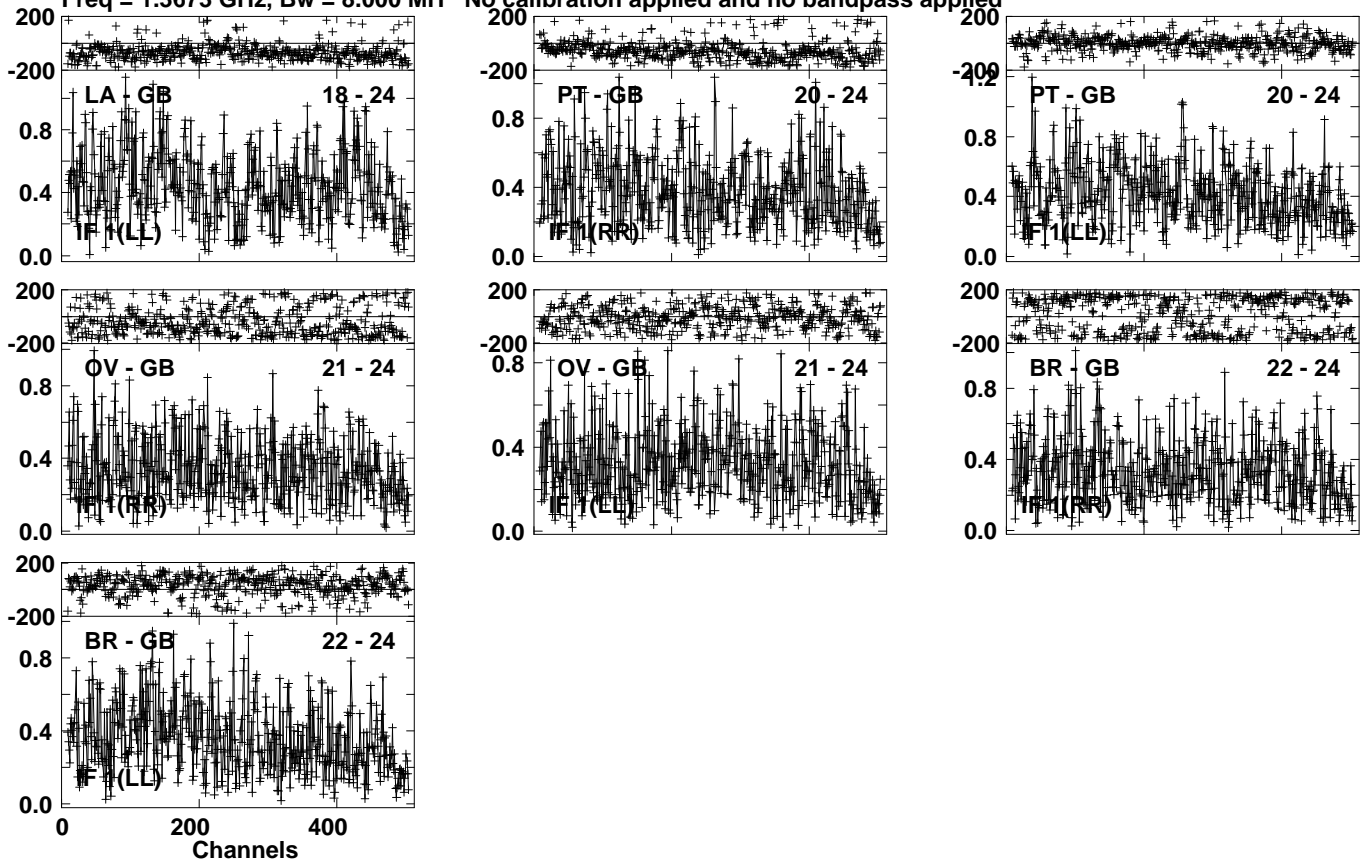 Freq = 1.3673 GHz, Bw = 8.000 MH No calibration applied and no bandpass applied
200
-200
LA - GB 18 - 24
0.8
0.4
IF 1(LL)
0.0
200
-200
PT - GB 20 - 24
0.8
0.4
IF 1(RR)
0.0
200
-200
1.2
PT - GB 20 - 24
0.8
0.4
IF 1(LL)
0.0
200
-200
OV - GB 21 - 24
0.8
0.4
IF 1(RR)
0.0
200
-200
OV - GB 21 - 24
0.8
0.4
IF 1(LL)
0.0
200
-200
BR - GB 22 - 24
0.8
0.4
IF 1(RR)
0.0
200
-200
BR - GB 22 - 24
0.8
0.4
IF 1(LL)
0.0
0 200 400
Channels